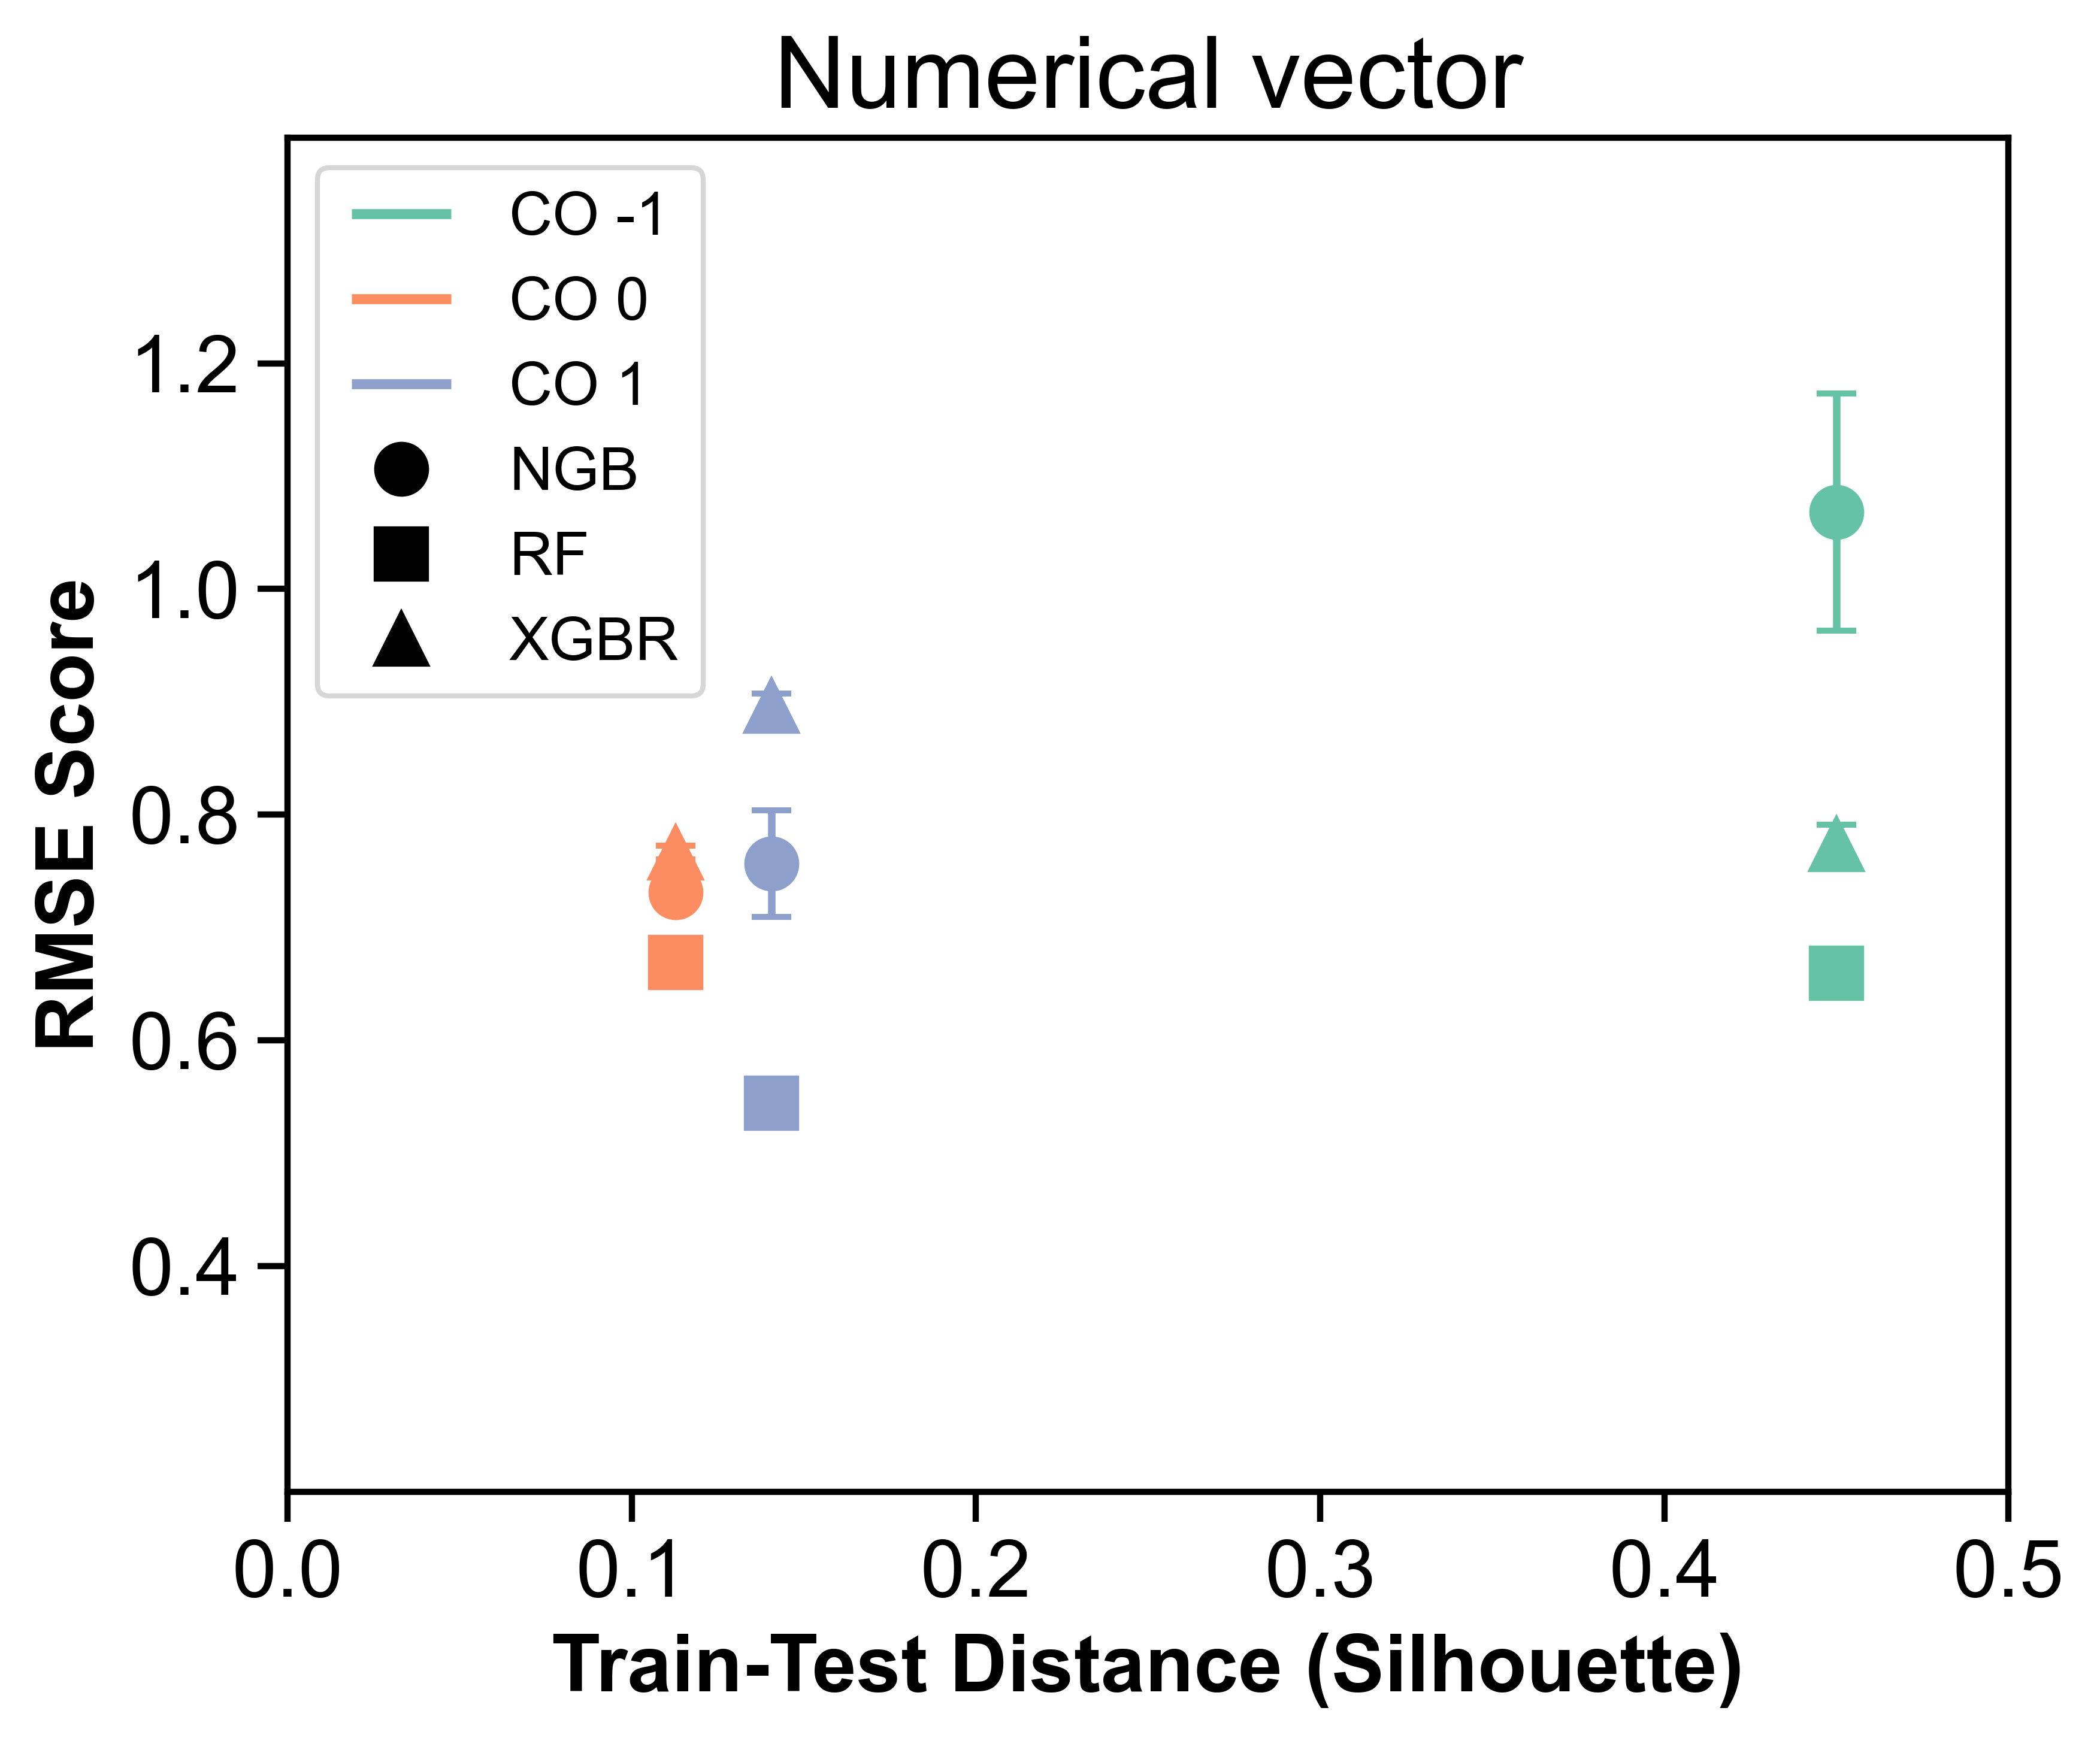 Numerical vector
CO -1
CO 0
CO 1
NGB
RF
XGBR
RMSE Score
1.2
1.0
0.8
0.6
0.4
0.0 0.1 0.2 0.3 0.4 0.5
Train-Test Distance (Silhouette)